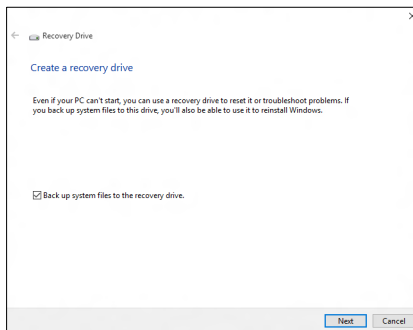 Recovery Drive
Create a recovery drive
Even if your PC can't start, you can use a recovery drive to reset it or troubleshoot problems. If
you back up system files to this drive, you'll also be able to use it to reinstall Windows.
Back up system files to the recovery drive.
Next Cancel